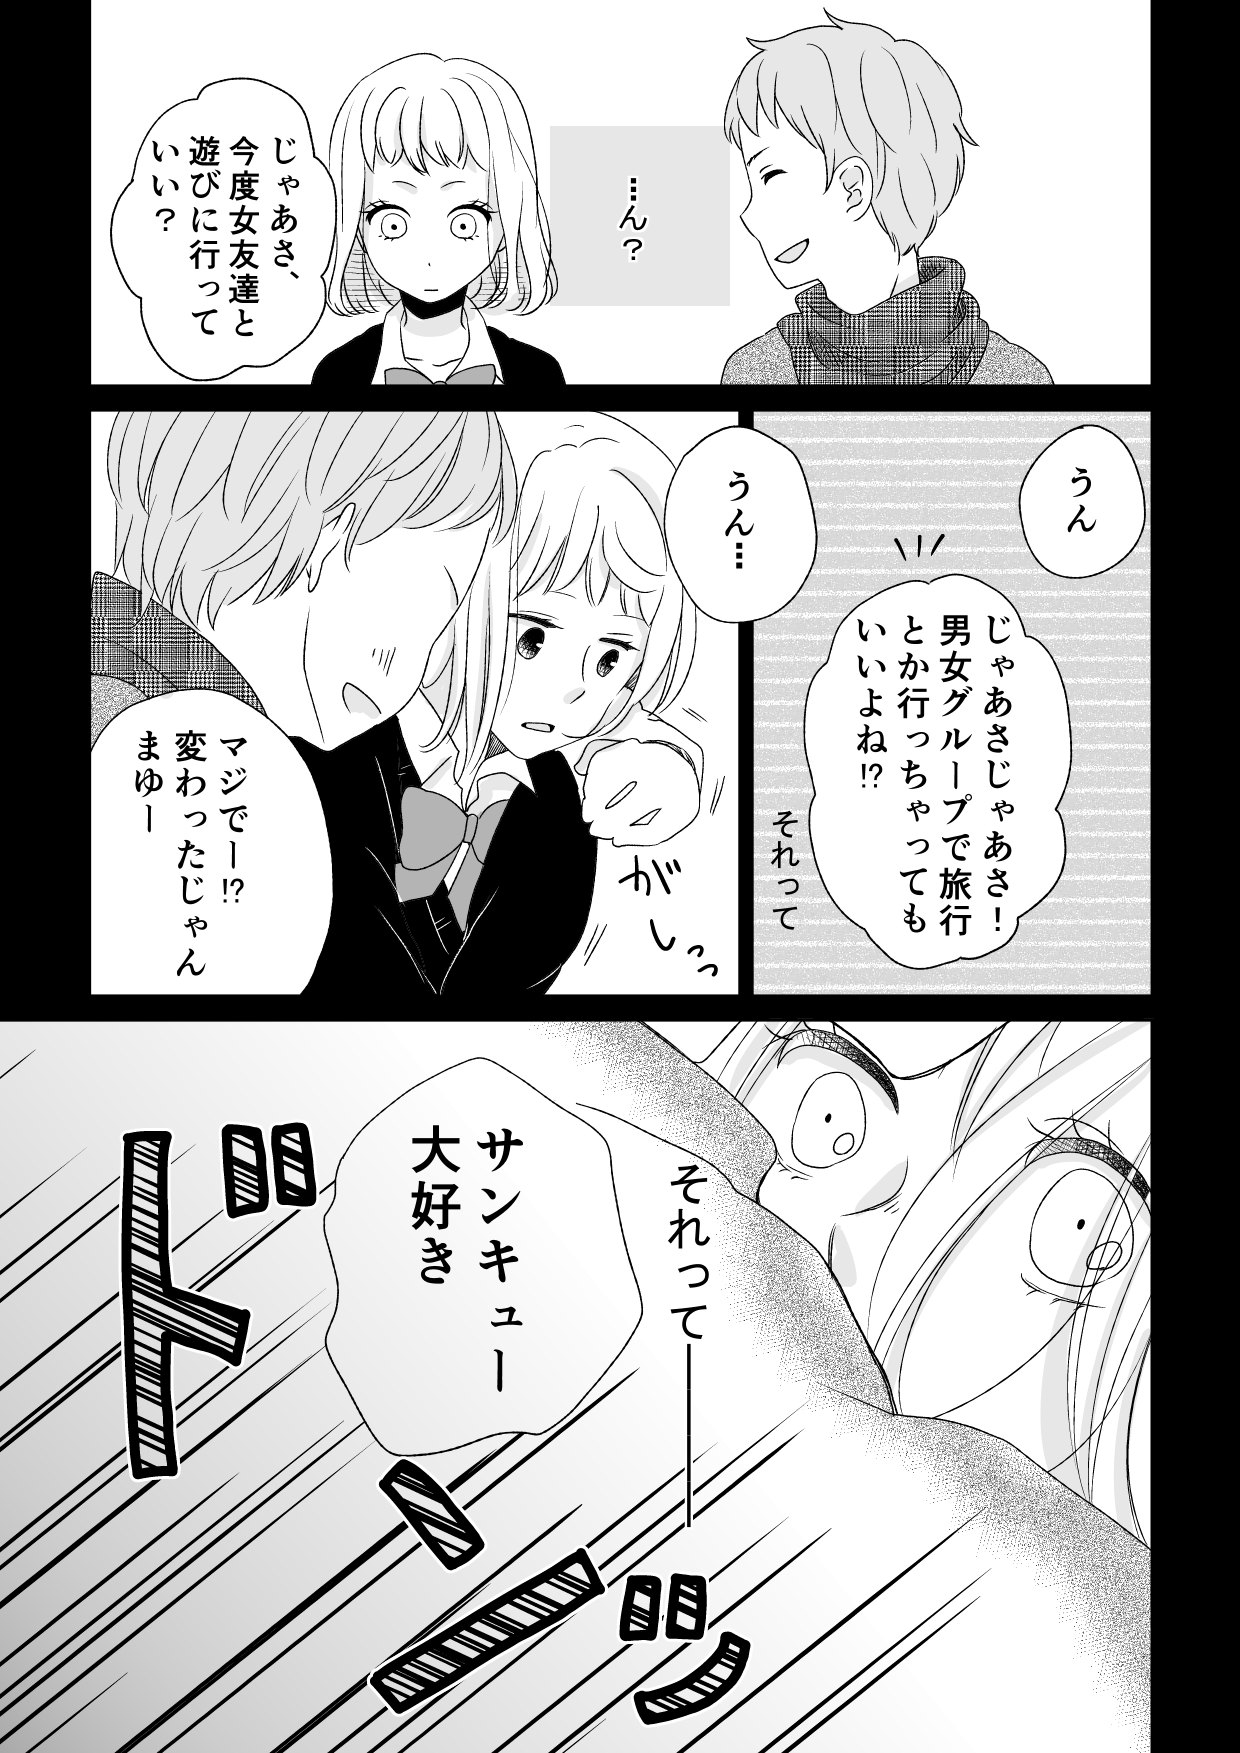 …ん？
じゃあさ、
今度女友達と
遊びに行って
いい？
うん
じゃあさじゃあさ！
男女グループで旅行
とか行っちゃっても
いいよね⁉
それって
うん…
がしっっ
マジでー⁉
変わったじゃん
まゆー
それって――
サンキュー
大好き
ドンッ